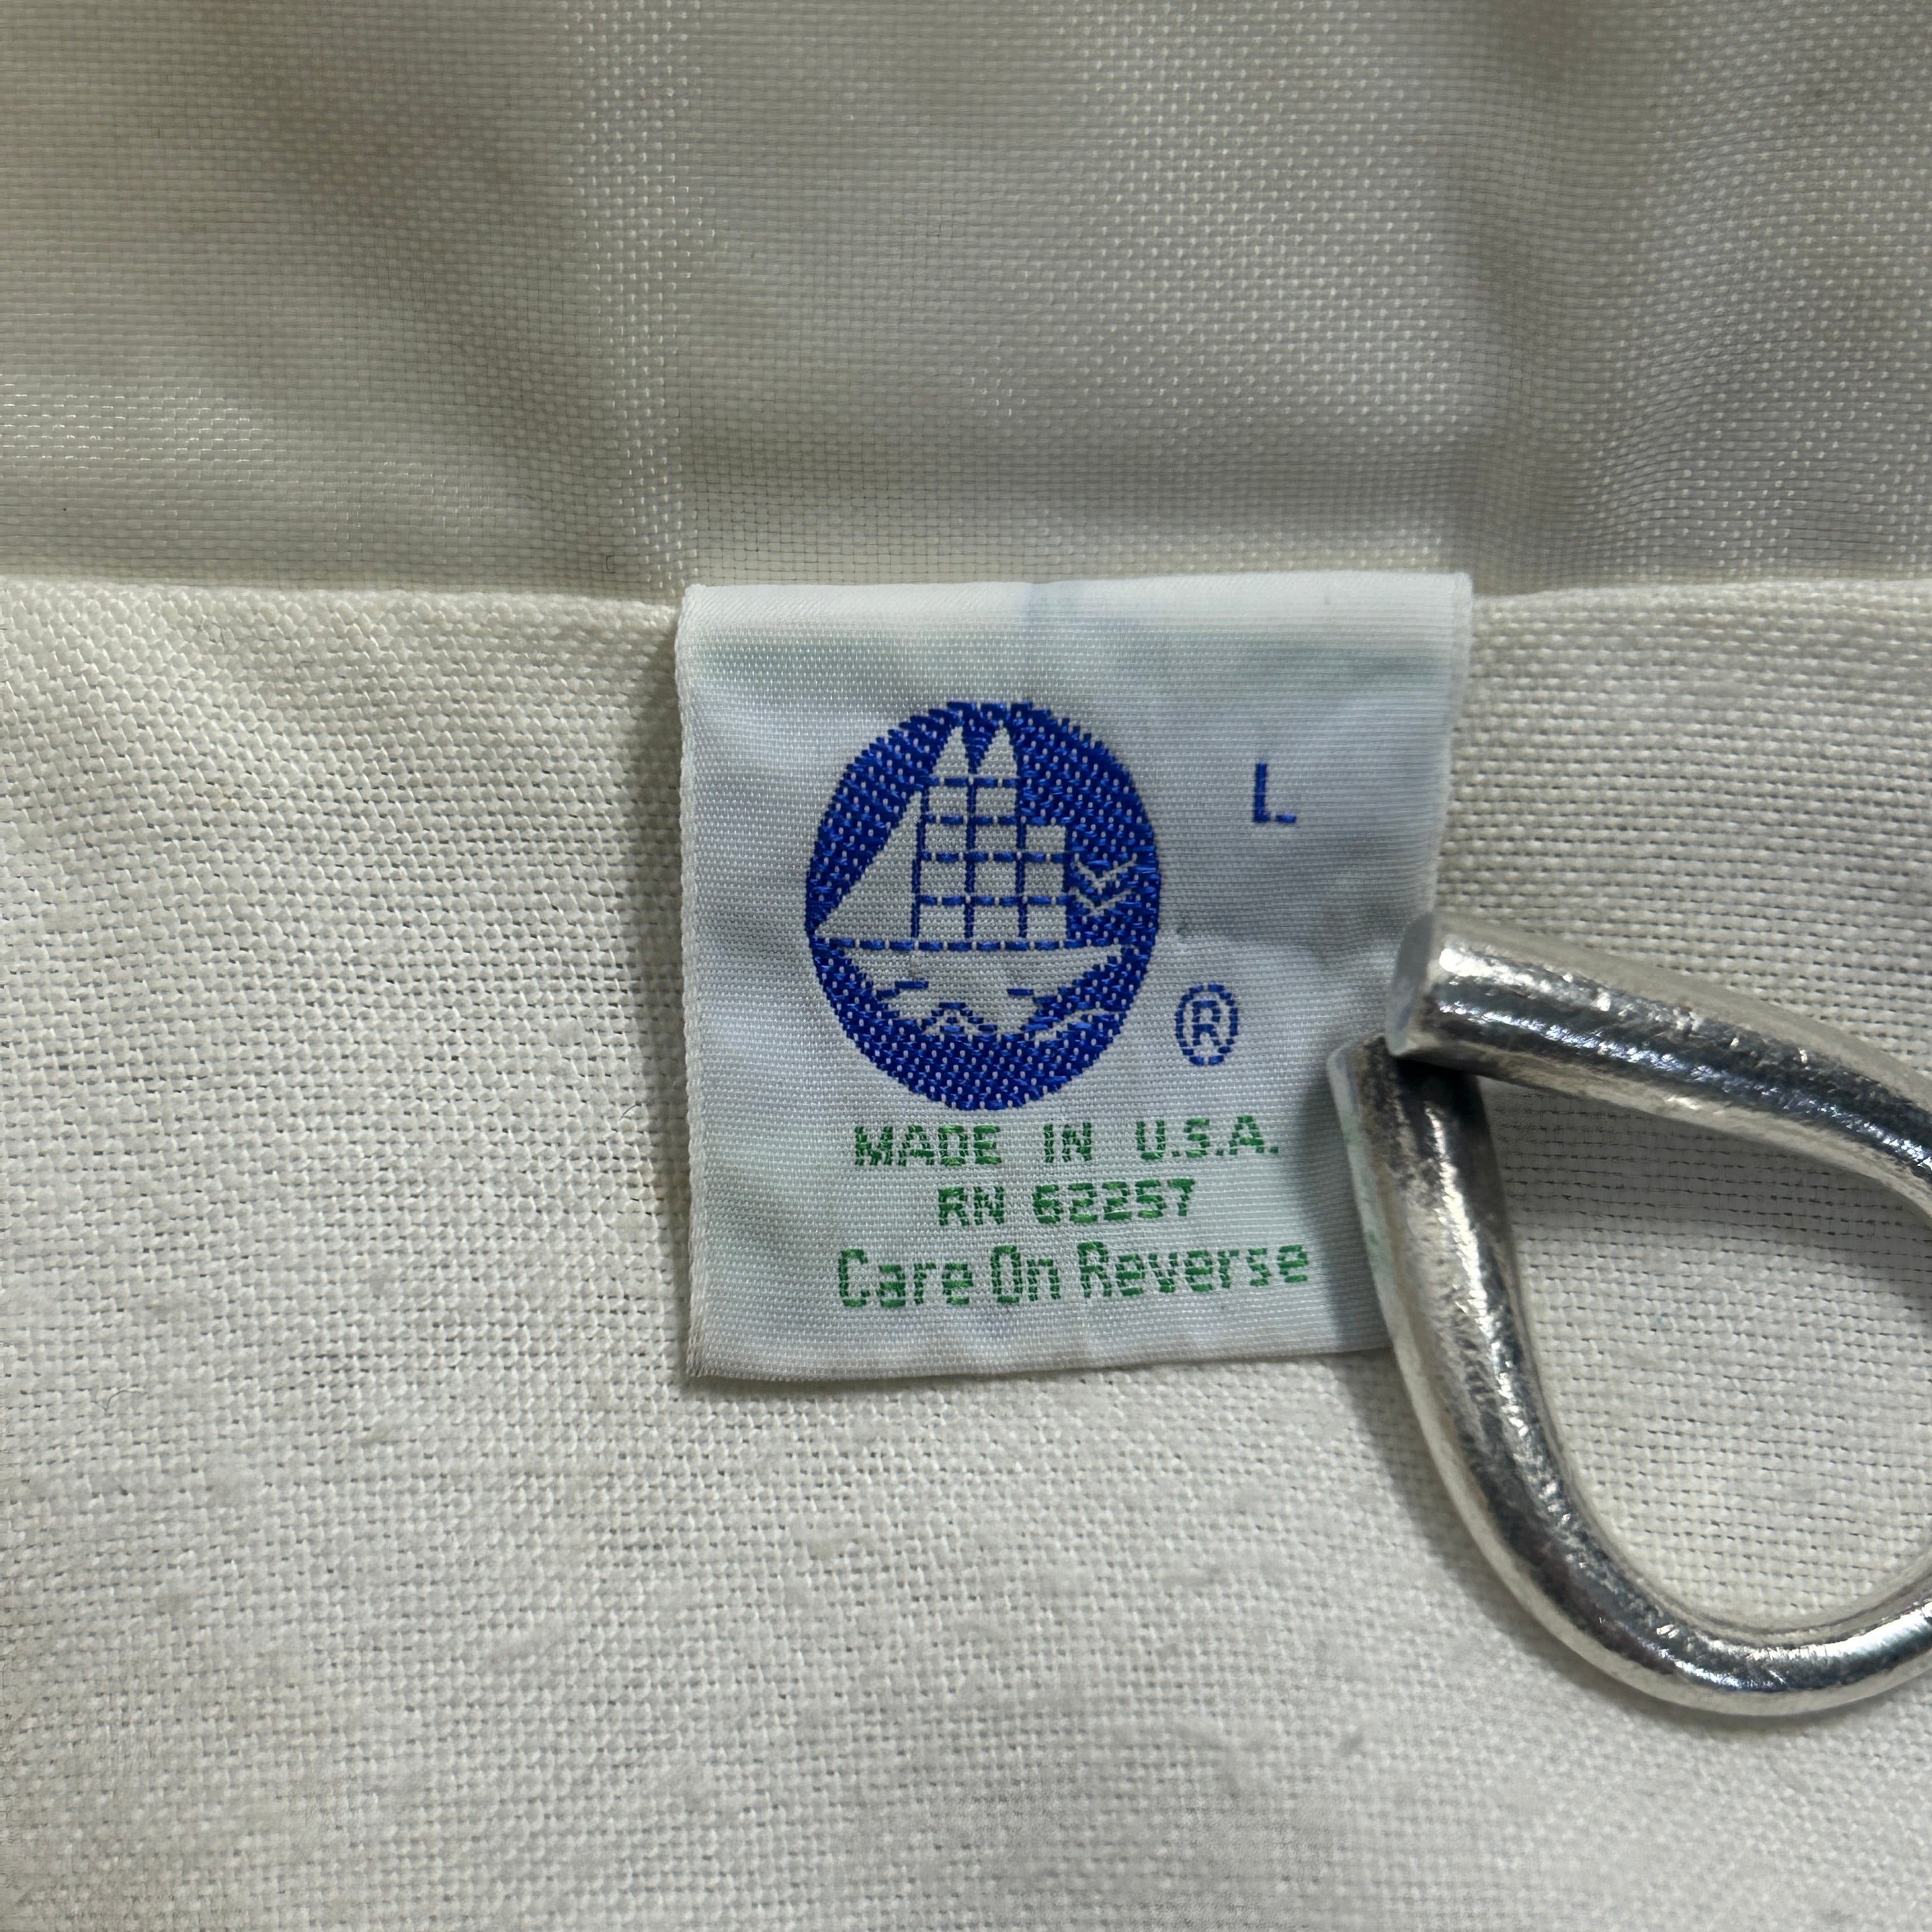 L
®
MADE IN U.S.A.
RN 62257
Care On Reverse